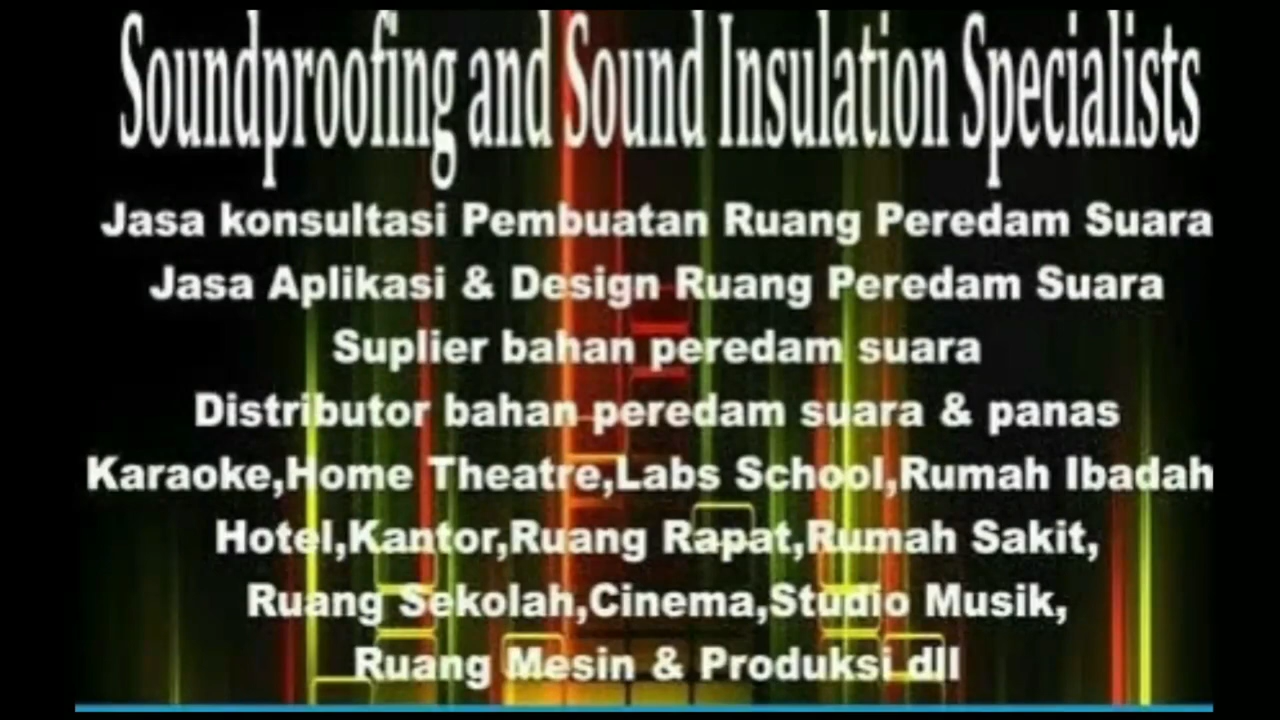 Soundproofing and Sound Insulation Specialists
Jasa konsultasi Pembuatan Ruang Peredam Suara
Jasa Aplikasi & Design Ruang Peredam Suara
Suplier bahan peredam suara
Distributor bahan peredam suara & panas
Karaoke,Home Theatre,Labs School,Rumah Ibadah
Hotel,Kantor,Ruang Rapat,Rumah Sakit,
Ruang Sekolah,Cinema,Studio Musik,
Ruang Mesin & Produksi dll